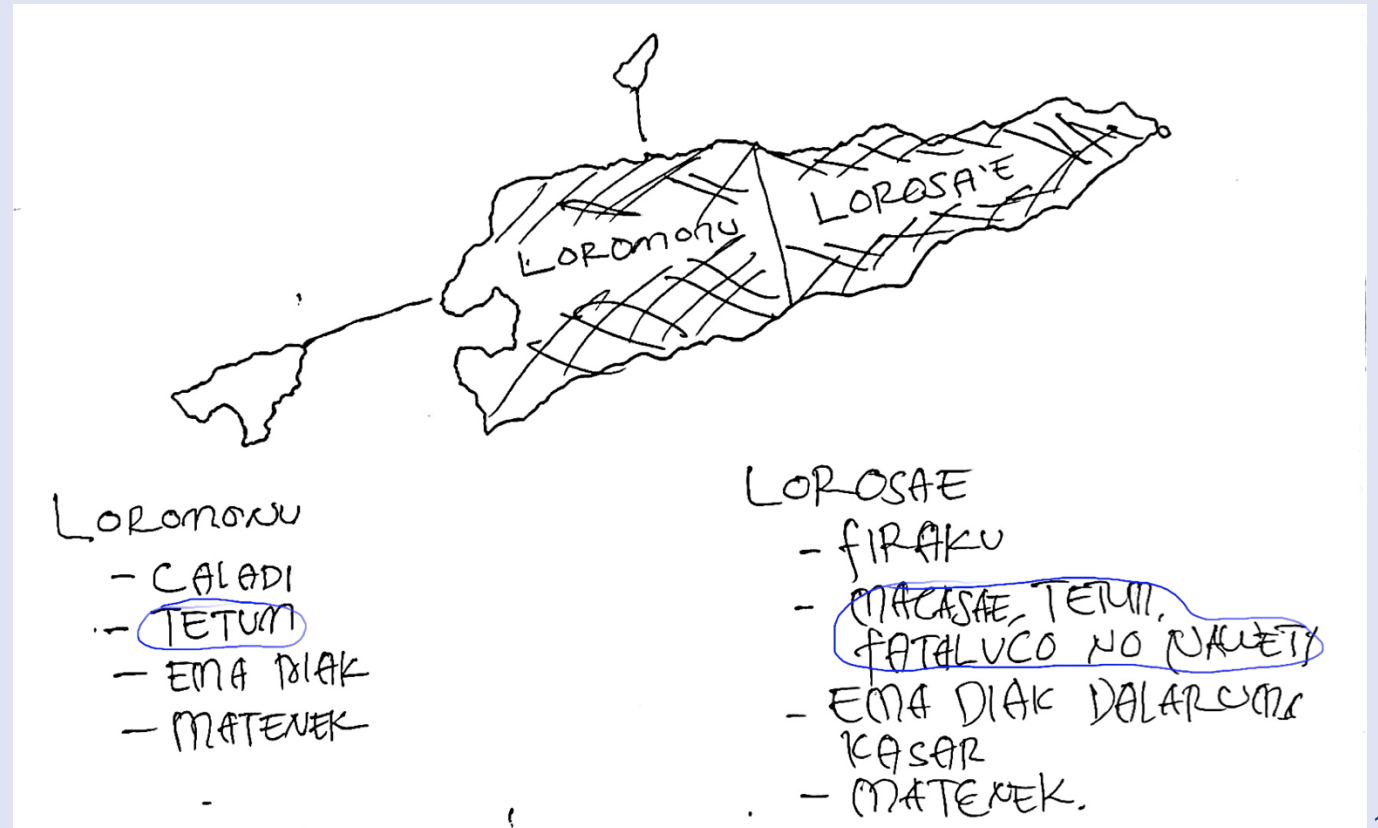 LOROMONU
LOROSA'E
LOROMONU
- CALADI
- TETUM
- EMA DIAK
- MATENEK
LOROSAE
- FIRAKU
- MACASAE, TETUM,
FATALUCO NO NAUETY
- EMA DIAK DALARUMA
KASAR
- MATENEK.